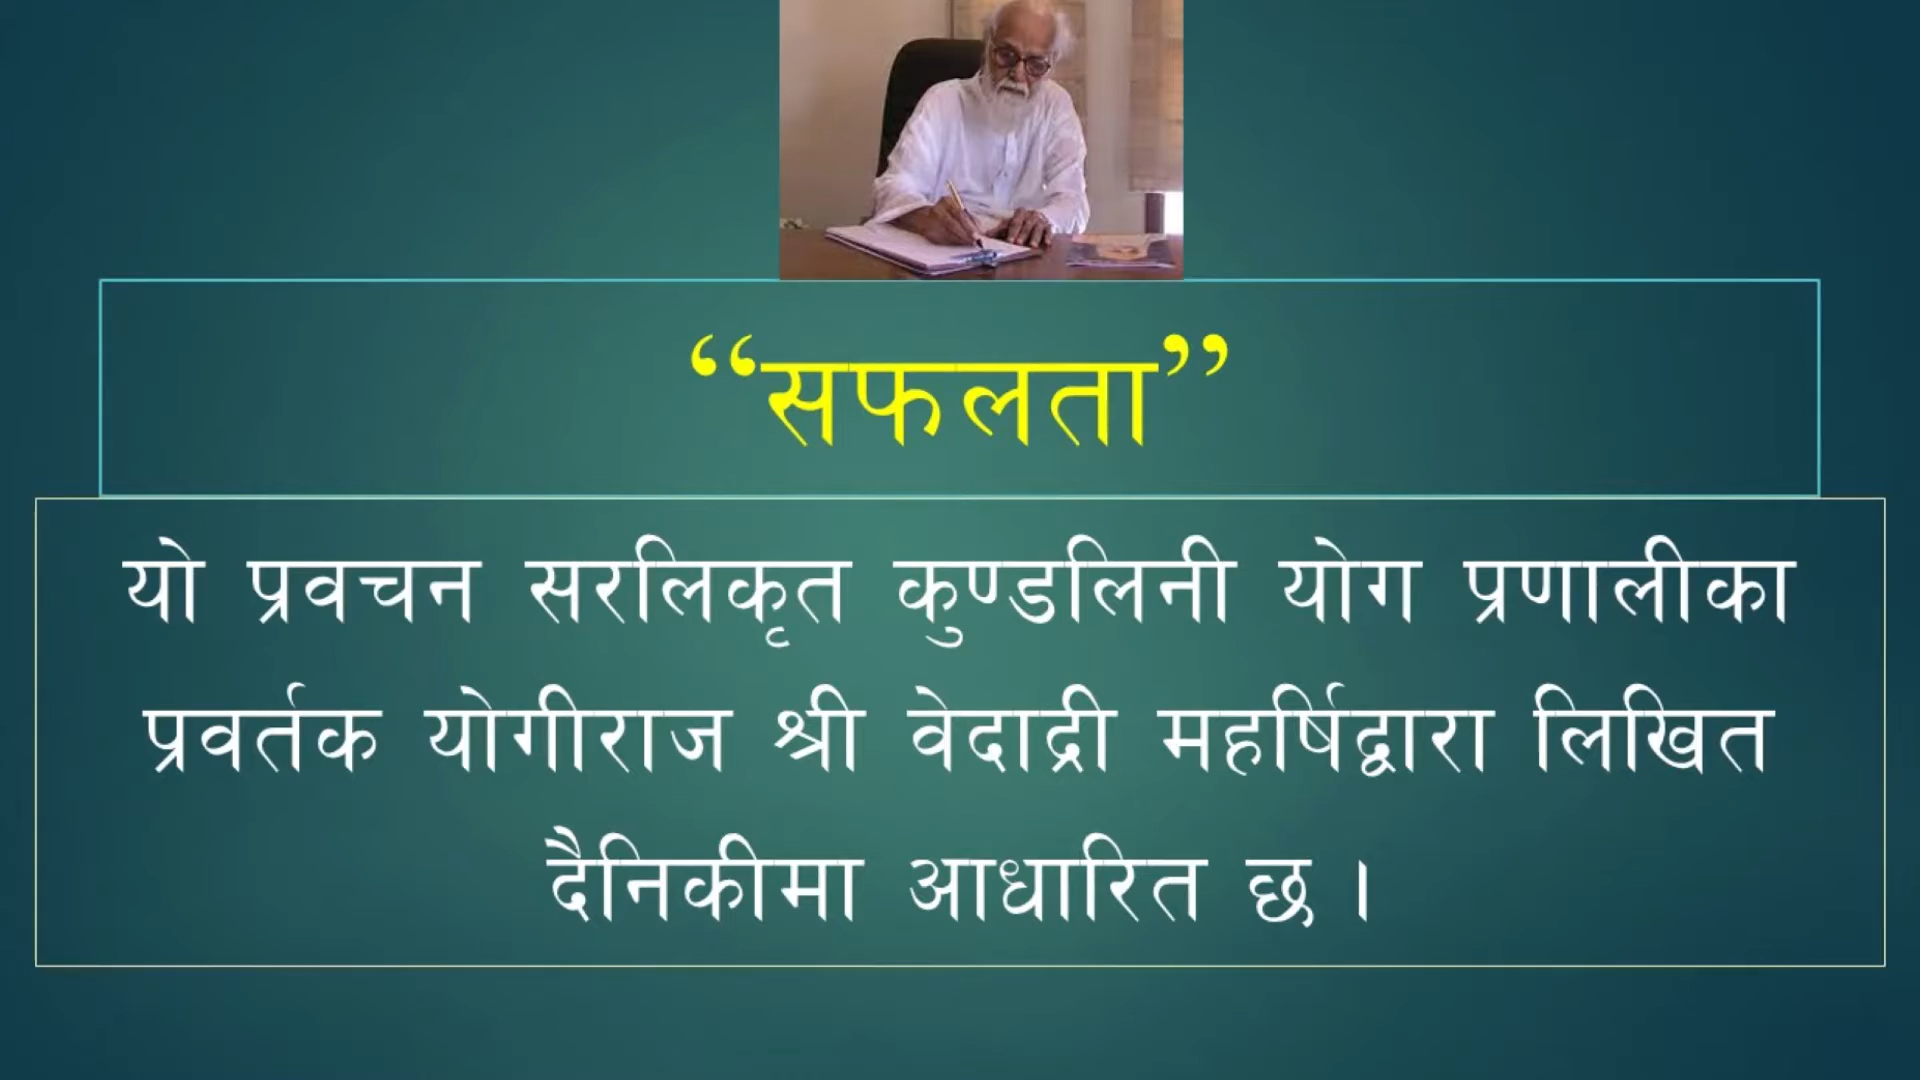 “सफलता”
यो प्रवचन सरलिकृत कुण्डलिनी योग प्रणालीका
प्रवर्तक योगीराज श्री वेदाद्री महर्षिद्वारा लिखित
दैनिकीमा आधारित छ ।